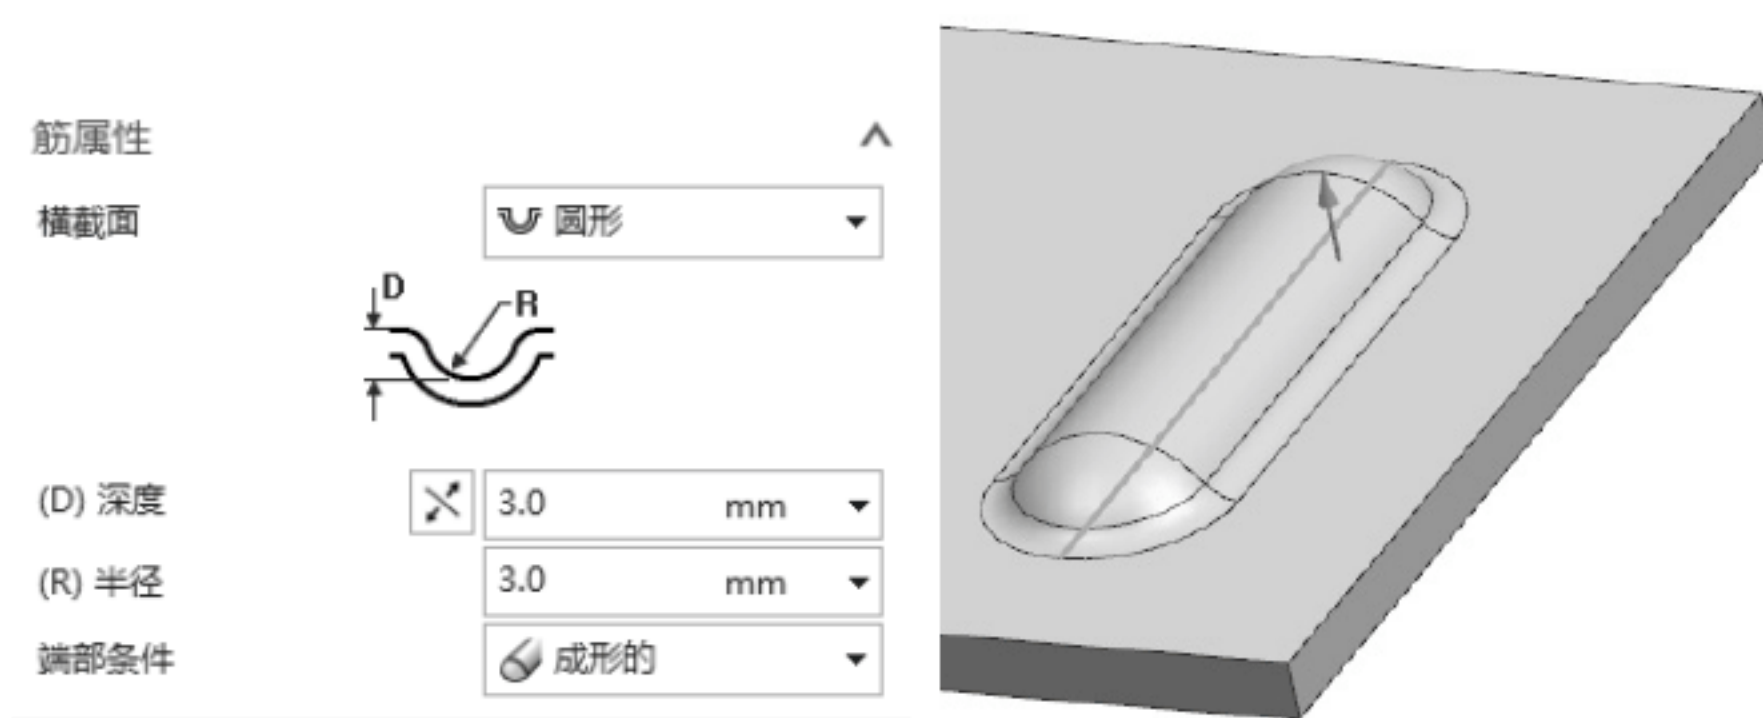 筋属性
横截面 圆形
D
R
(D) 深度 3.0 mm
(R) 半径 3.0 mm
端部条件 成形的